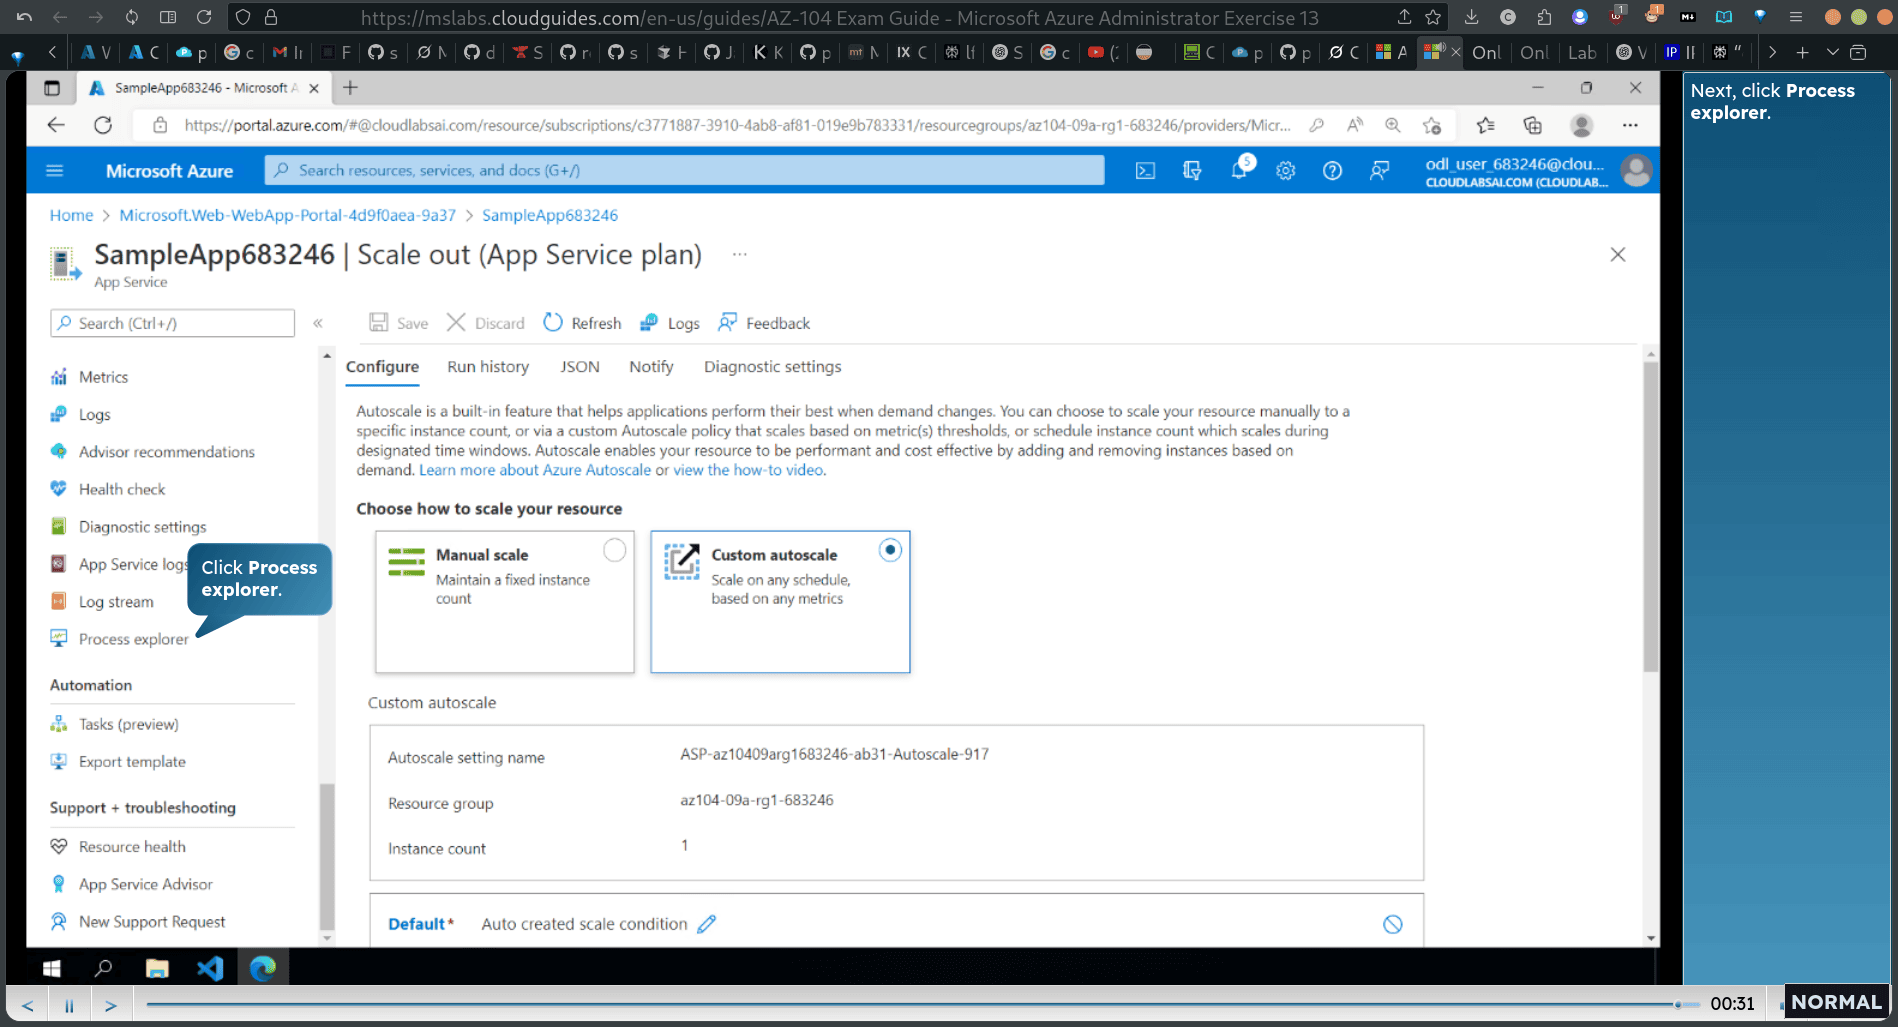 https://mslabs.cloudguides.com/en-us/guides/AZ-104 Exam Guide - Microsoft Azure Administrator Exercise 13
SampleApp683246 - Microsoft A
https://portal.azure.com/#@cloudlabsai.com/resource/subscriptions/c3771887-3910-4ab8-af81-019e9b783331/resourcegroups/az104-09a-rg1-683246/providers/Micr...
Microsoft Azure
Search resources, services, and docs (G+/)
5
odl_user_683246@clou...
CLOUDLABSAI.COM (CLOUDLAB...
Home > Microsoft.Web-WebApp-Portal-4d9f0aea-9a37 > SampleApp683246
SampleApp683246 | Scale out (App Service plan) ...
App Service
Search (Ctrl+/)
Save
Discard
Refresh
Logs
Feedback
Metrics
Logs
Advisor recommendations
Health check
Diagnostic settings
App Service logs
Log stream
Process explorer
Click Process
explorer.
Automation
Tasks (preview)
Export template
Support + troubleshooting
Resource health
App Service Advisor
New Support Request
Configure
Run history
JSON
Notify
Diagnostic settings
Autoscale is a built-in feature that helps applications perform their best when demand changes. You can choose to scale your resource manually to a
specific instance count, or via a custom Autoscale policy that scales based on metric(s) thresholds, or schedule instance count which scales during
designated time windows. Autoscale enables your resource to be performant and cost effective by adding and removing instances based on
demand. Learn more about Azure Autoscale or view the how-to video.
Choose how to scale your resource
Manual scale
Maintain a fixed instance
count
Custom autoscale
Scale on any schedule,
based on any metrics
Custom autoscale
Autoscale setting name
ASP-az10409arg1683246-ab31-Autoscale-917
Resource group
az104-09a-rg1-683246
Instance count
1
Default*
Auto created scale condition
Next, click Process
explorer.
00:31
NORMAL